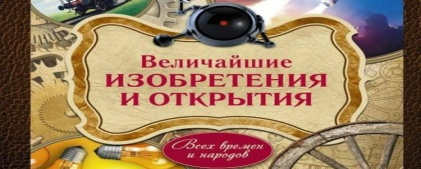 Величайшие
ИЗОБРЕТЕНИЯ
И ОТКРЫТИЯ
Всех времен
и народов